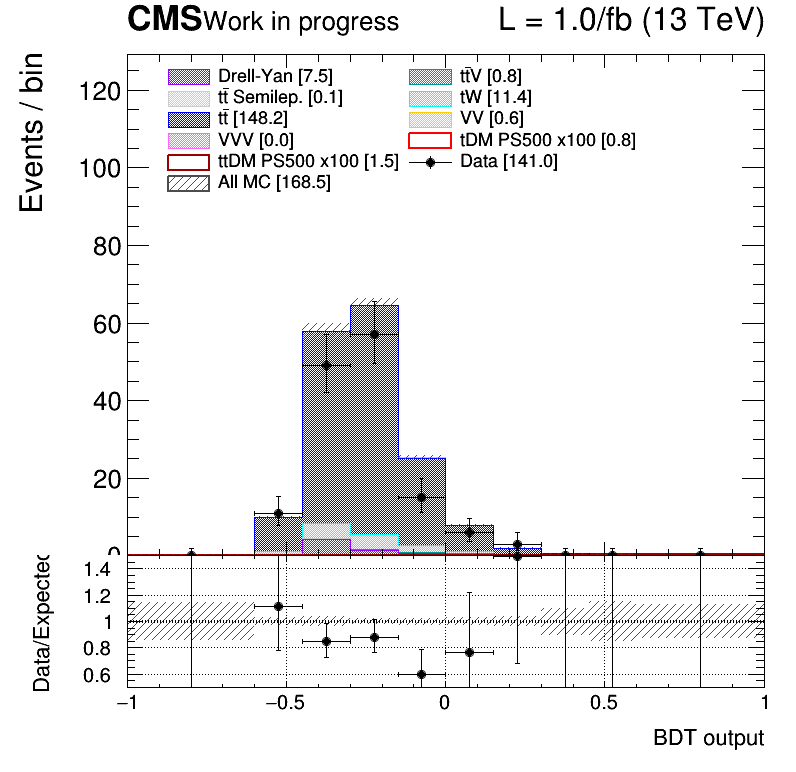 CMS Work in progress L = 1.0/fb (13 TeV)
Events / bin
120
100
80
60
40
20
0
Drell-Yan [7.5]
tt̄V [0.8]
tt̄ Semilep. [0.1]
tW [11.4]
tt̄ [148.2]
VV [0.6]
VVV [0.0]
tDM PS500 x100 [0.8]
ttDM PS500 x100 [1.5]
Data [141.0]
All MC [168.5]
Data/Expected
1.4
1.2
1
0.8
0.6
−1 −0.5 0 0.5 1
BDT output